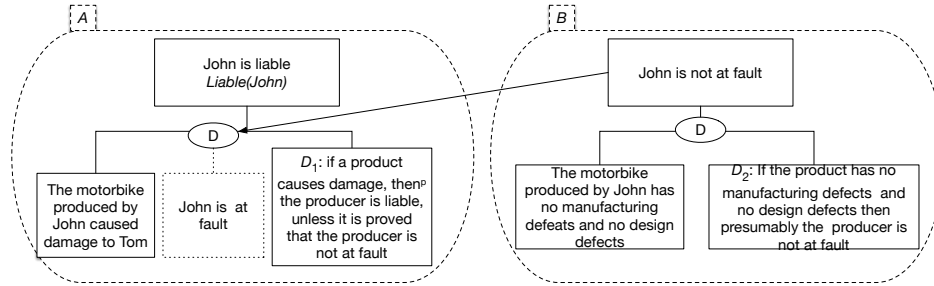 A
B
John is liable
Liable(John)
John is not at fault
D
D
The motorbike
produced by
John caused
damage to Tom
John is at
fault
D1: if a product
causes damage, thenᵖ
the producer is liable,
unless it is proved
that the producer is
not at fault
The motorbike
produced by John has
no manufacturing
defeats and no design
defects
D2: If the product has no
manufacturing defects and
no design defects then
presumably the producer is
not at fault